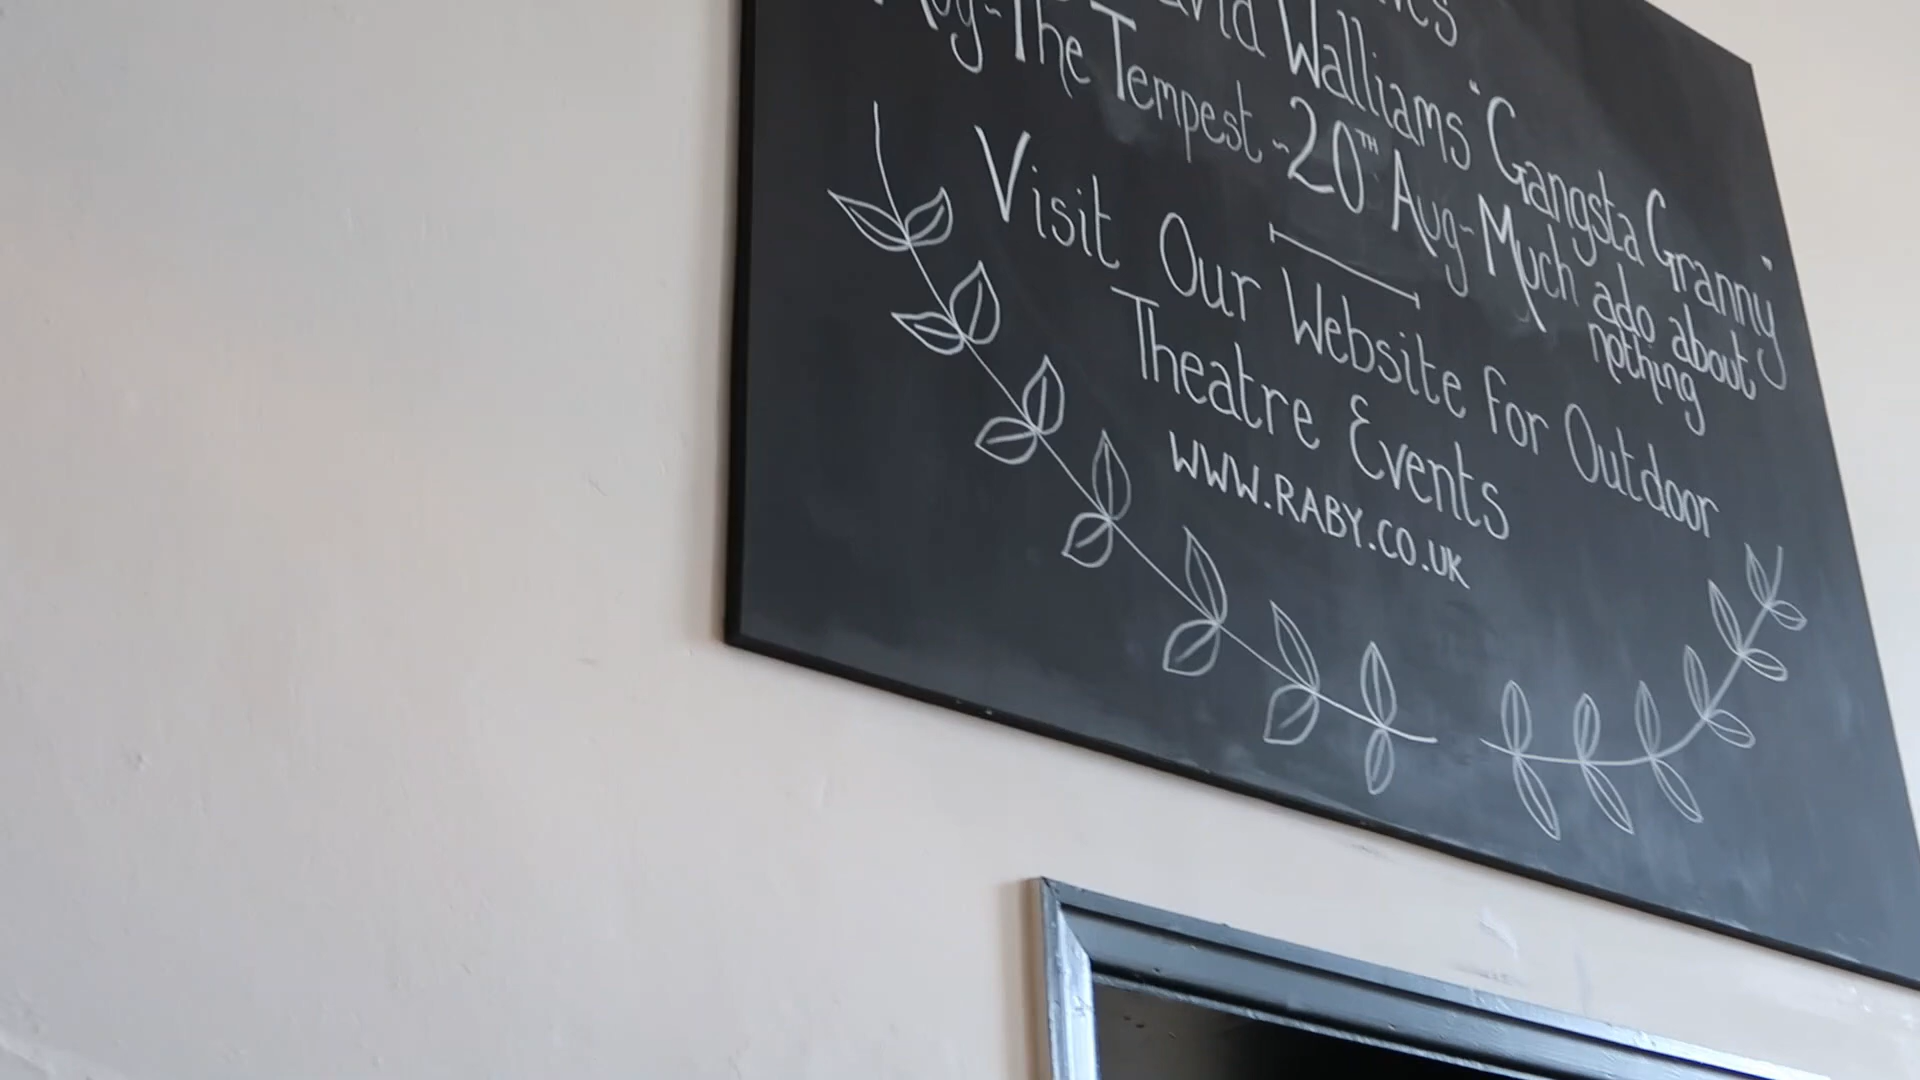 Walliams "Gangsta Granny"
Aug~The Tempest ~20TH Aug~Much ado about
nothing
Visit Our Website for Outdoor
Theatre Events
WWW.RABY.CO.UK